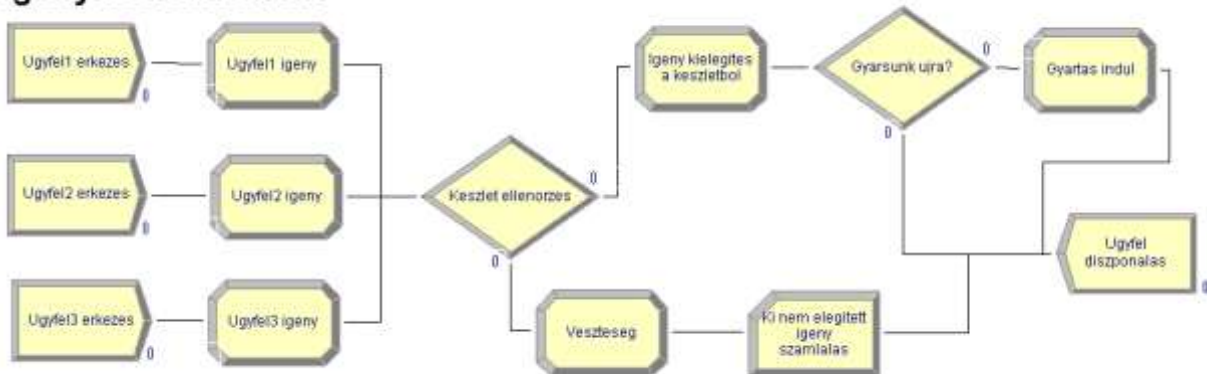 Ugyfel1 erkezes
0
Ugyfel1 igeny
Ugyfel2 erkezes
0
Ugyfel2 igeny
Ugyfel3 erkezes
0
Ugyfel3 igeny
Keszlet ellenorzes
0
0
Igeny kielegites
a keszletbol
Gyarsunk ujra?
0
0
Gyartas indul
Veszteseg
Ki nem elegitett
igeny
szamlalas
Ugyfel
diszponalas
0